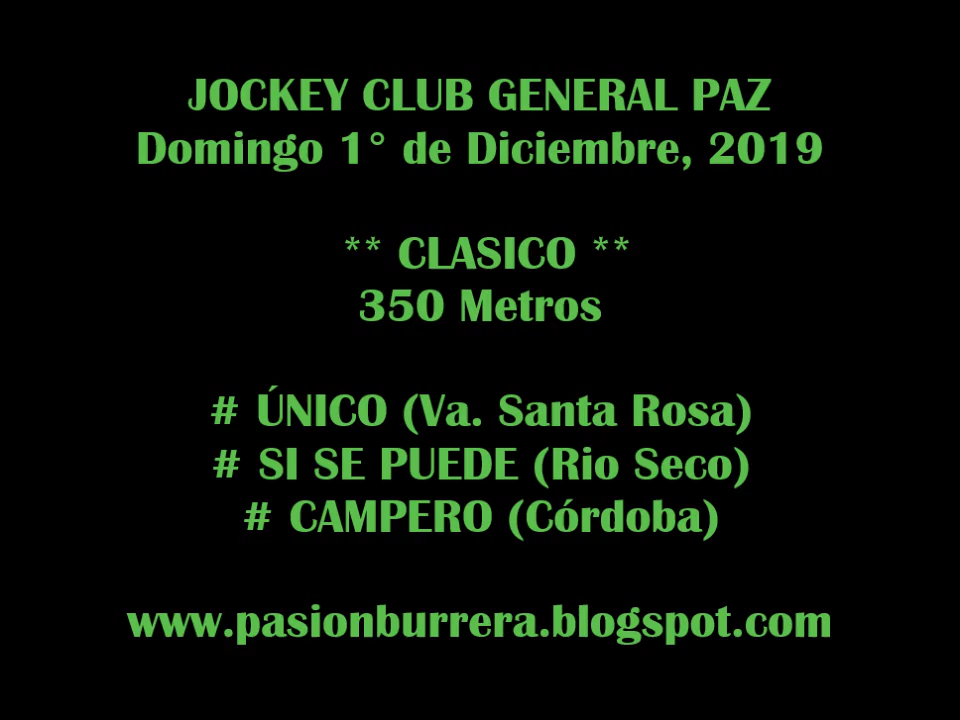 JOCKEY CLUB GENERAL PAZ
Domingo 1° de Diciembre, 2019
** CLASICO **
350 Metros
# ÚNICO (Va. Santa Rosa)
# SI SE PUEDE (Rio Seco)
# CAMPERO (Córdoba)
www.pasionburrera.blogspot.com